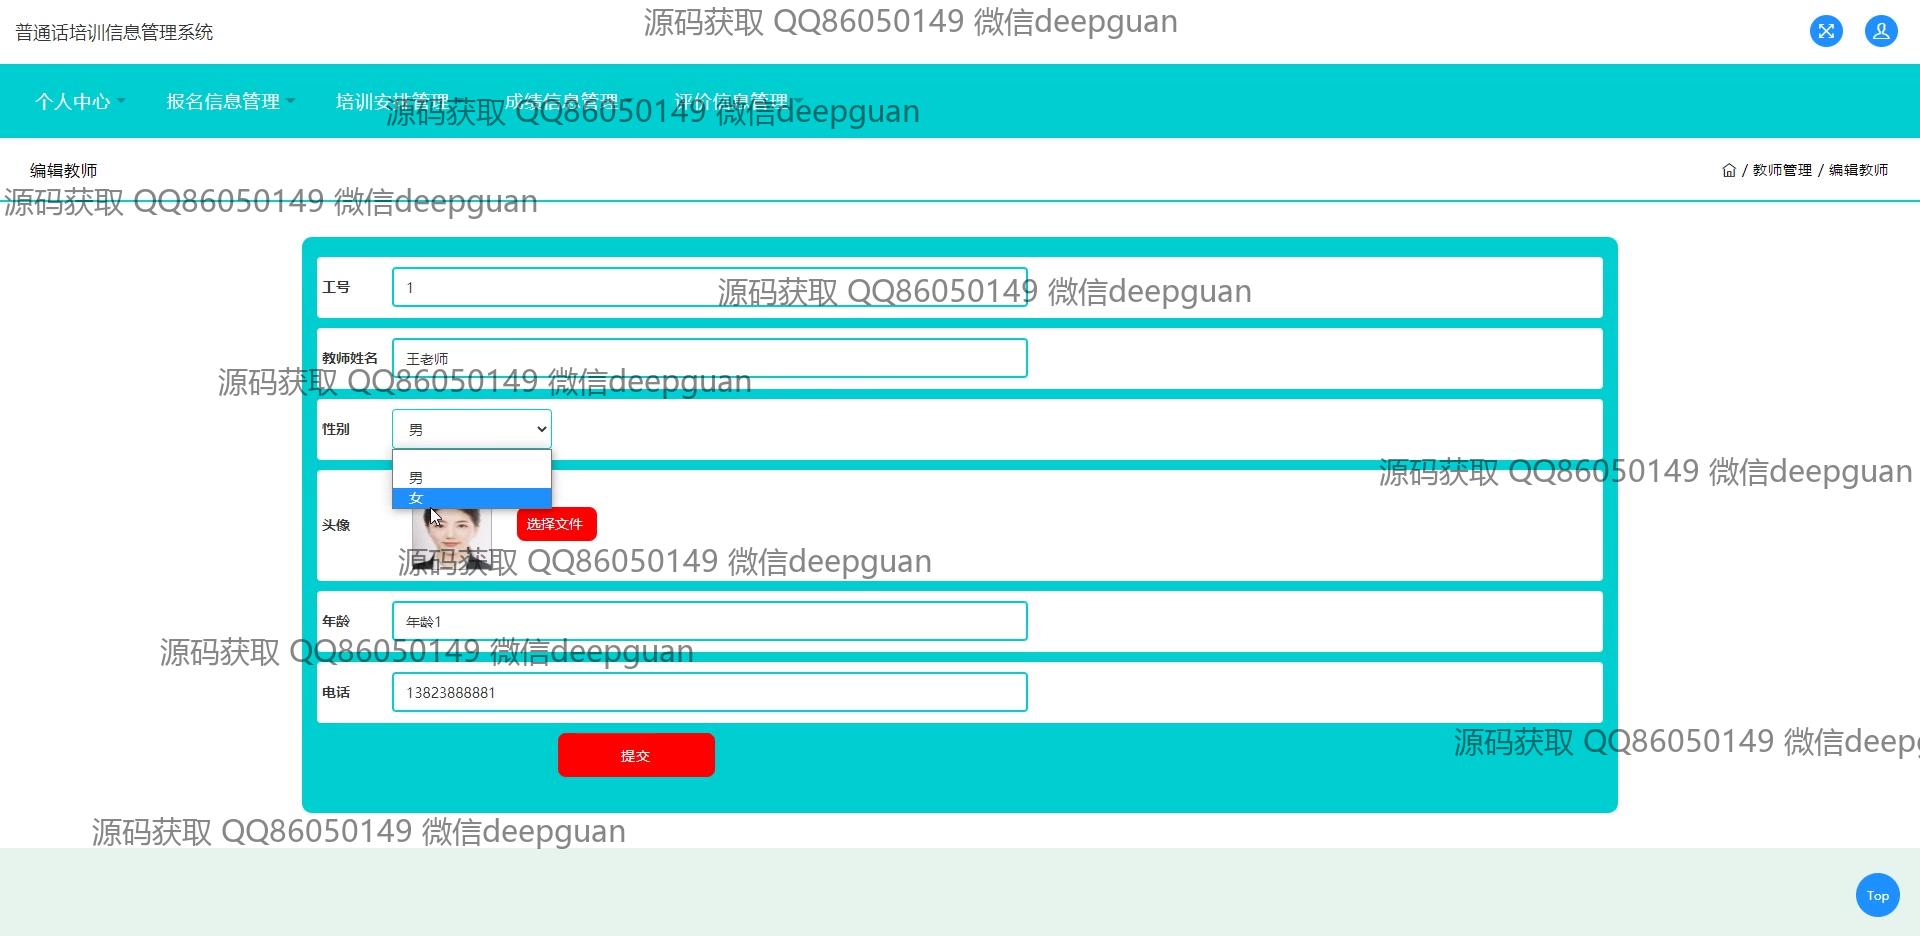 普通话培训信息管理系统
源码获取 QQ86050149 微信deepguan
个人中心
报名信息管理
培训安排管理
成绩信息管理
评价信息管理
源码获取 QQ86050149 微信deepguan
编辑教师
/ 教师管理 / 编辑教师
源码获取 QQ86050149 微信deepguan
工号
1
源码获取 QQ86050149 微信deepguan
教师姓名
王老师
源码获取 QQ86050149 微信deepguan
性别
男
男
女
源码获取 QQ86050149 微信deepguan
头像
选择文件
源码获取 QQ86050149 微信deepguan
年龄
年龄1
源码获取 QQ86050149 微信deepguan
电话
13823888881
源码获取 QQ86050149 微信deepg
提交
源码获取 QQ86050149 微信deepguan
Top